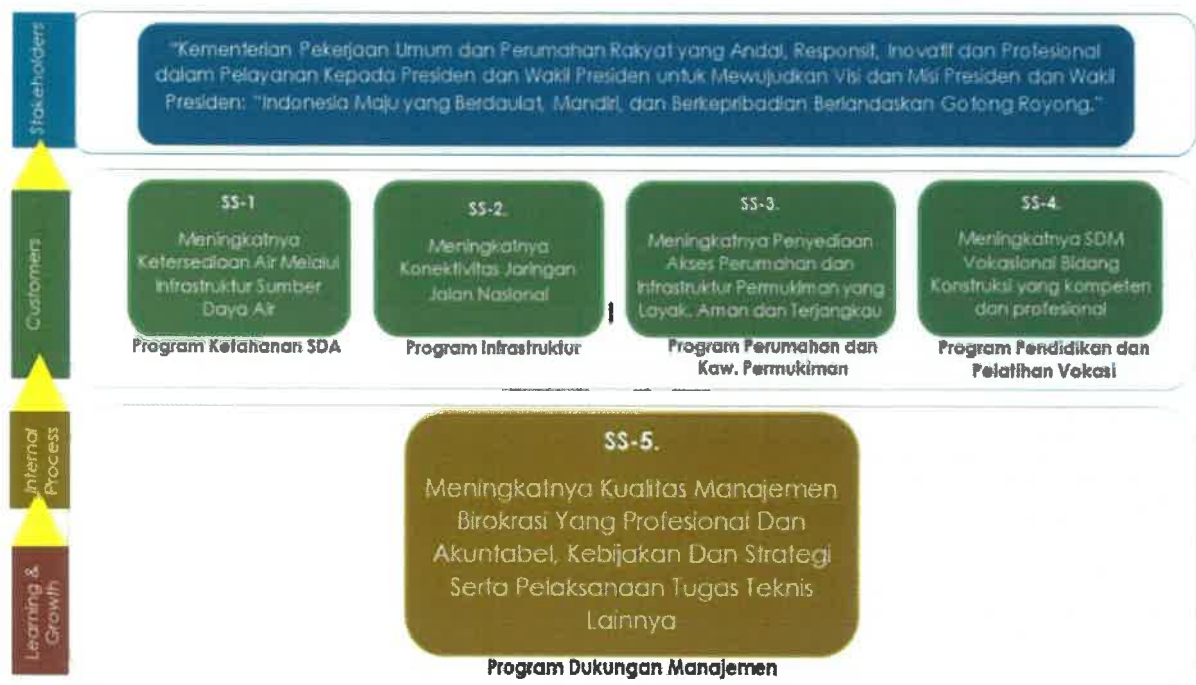 Stakeholders
"Kementerian Pekerjaan Umum dan Perumahan Rakyat yang Andal, Responsif, Inovatif dan Profesional
dalam Pelayanan Kepada Presiden dan Wakil Presiden untuk Mewujudkan Visi dan Misi Presiden dan Wakil
Presiden: "Indonesia Maju yang Berdaulat, Mandiri, dan Berkepribadian Berlandaskan Gotong Royong."
Customers
SS-1
Meningkatnya
Ketersediaan Air Melalui
Infrastruktur Sumber
Daya Air
Program Ketahanan SDA
SS-2.
Meningkatnya
Konektivitas Jaringan
Jalan Nasional
Program Infrastruktur
SS-3.
Meningkatnya Penyediaan
Akses Perumahan dan
Infrastruktur Permukiman yang
Layak, Aman dan Terjangkau
Program Perumahan dan
Kaw. Permukiman
SS-4.
Meningkatnya SDM
Vokasional Bidang
Konstruksi yang kompeten
dan profesional
Program Pendidikan dan
Pelatihan Vokasi
Internal
Process
Learning &
Growth
SS-5.
Meningkatnya Kualitas Manajemen
Birokrasi Yang Profesional Dan
Akuntabel, Kebijakan Dan Strategi
Serta Pelaksanaan Tugas Teknis
Lainnya
Program Dukungan Manajemen